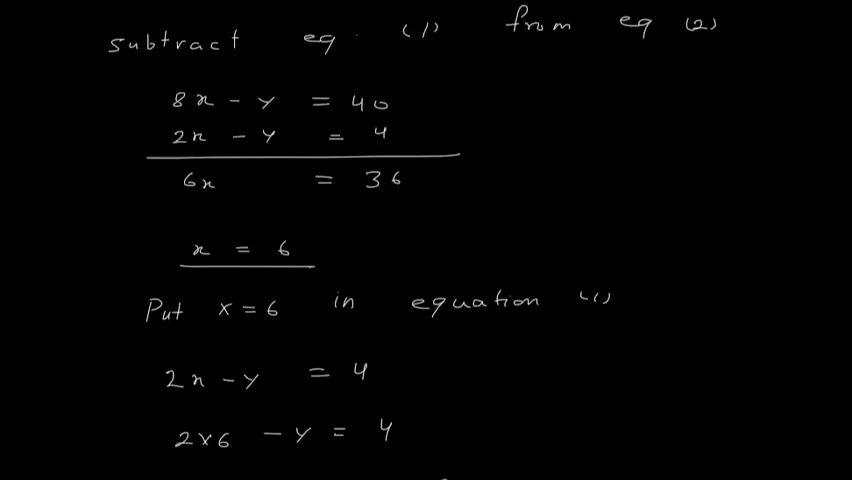 subtract eq. (1) from eq (2)
8x - y = 40
2x - y = 4
6x = 36
x = 6
Put x = 6 in equation (1)
2x - y = 4
2x6 - y = 4